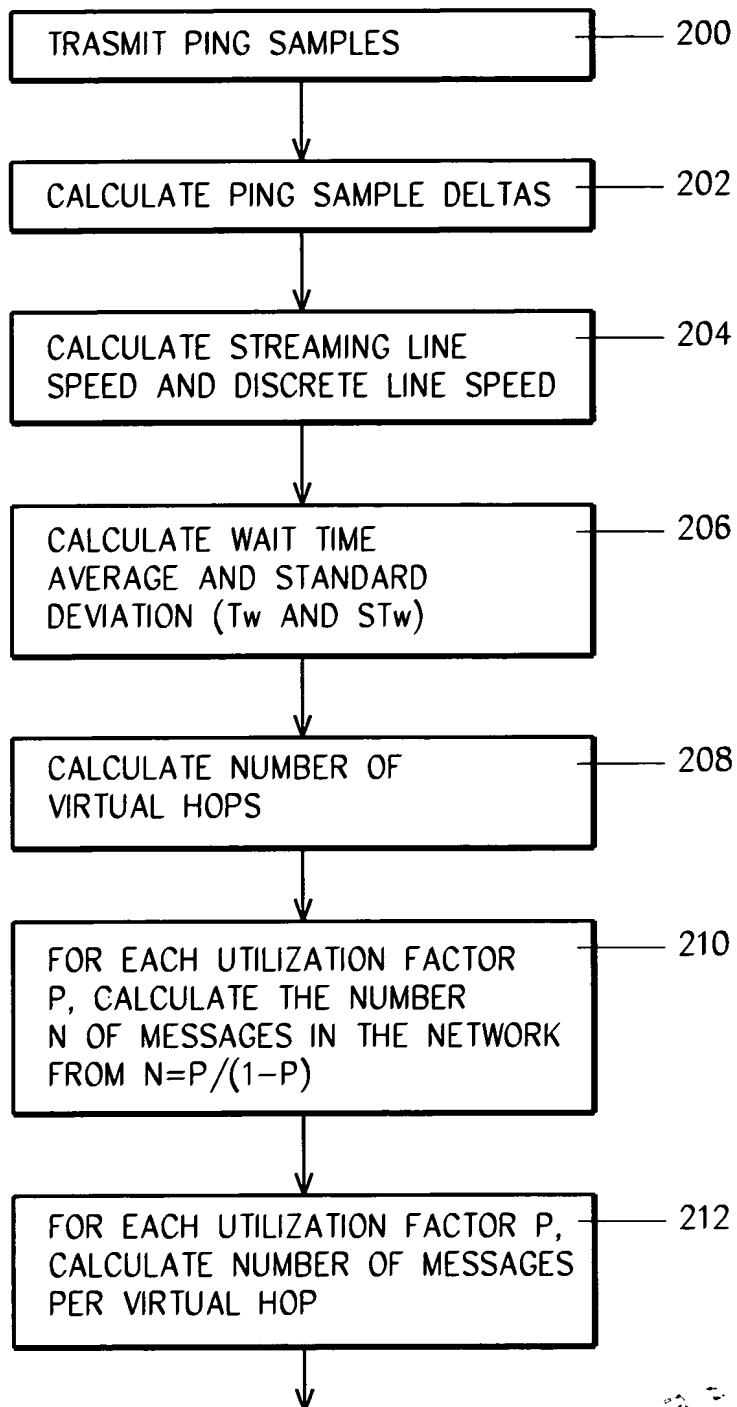 TRASMIT PING SAMPLES
200
CALCULATE PING SAMPLE DELTAS
202
CALCULATE STREAMING LINE
SPEED AND DISCRETE LINE SPEED
204
CALCULATE WAIT TIME
AVERAGE AND STANDARD
DEVIATION (Tw AND STw)
206
CALCULATE NUMBER OF
VIRTUAL HOPS
208
FOR EACH UTILIZATION FACTOR
P, CALCULATE THE NUMBER
N OF MESSAGES IN THE NETWORK
FROM N=P/(1-P)
210
FOR EACH UTILIZATION FACTOR P,
CALCULATE NUMBER OF MESSAGES
PER VIRTUAL HOP
212